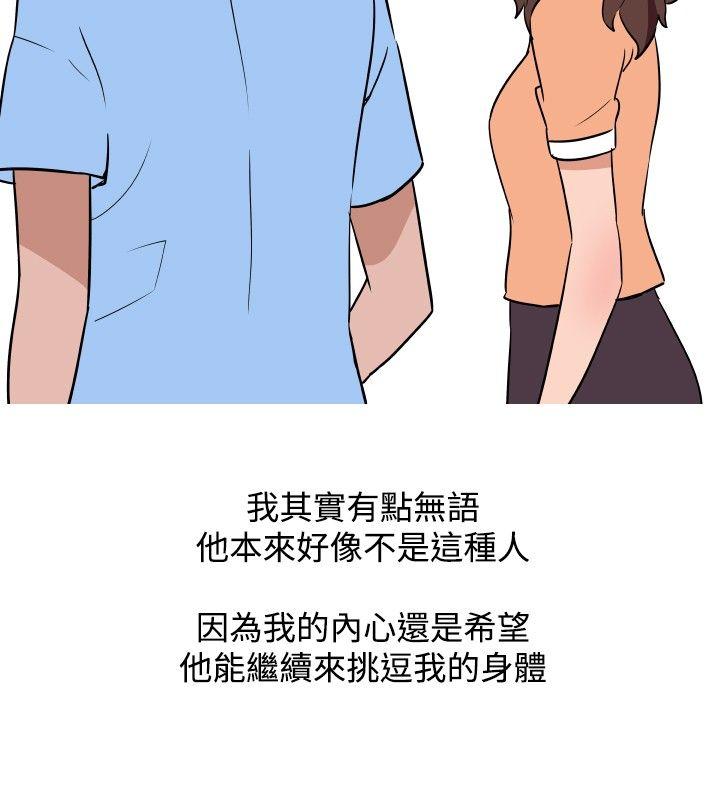 我其實有點無語
他本來好像不是這種人
因為我的內心還是希望
他能繼續來挑逗我的身體